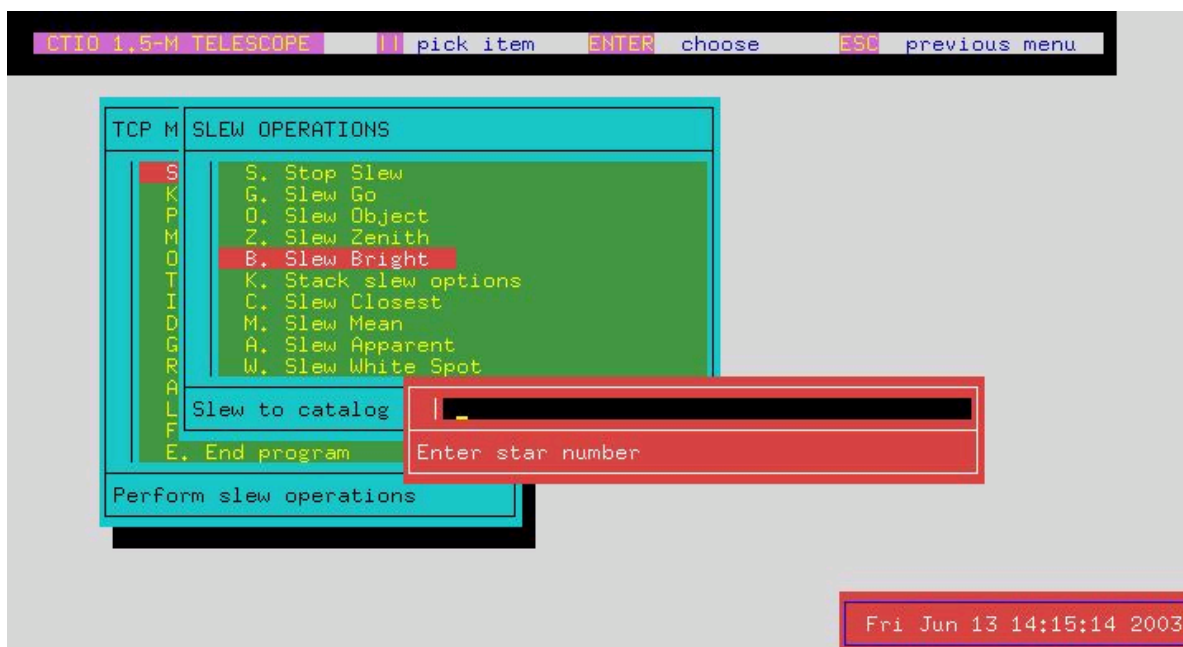 CTIO 1.5-M TELESCOPE || pick item ENTER choose ESC previous menu
TCP M
SLEW OPERATIONS
S
K
P
M
O
T
I
D
G
R
A
L
F
E. End program
Perform slew operations
S. Stop Slew
G. Slew Go
O. Slew Object
Z. Slew Zenith
B. Slew Bright
K. Stack slew options
C. Slew Closest
M. Slew Mean
A. Slew Apparent
W. Slew White Spot
Slew to catalog
Enter star number
Fri Jun 13 14:15:14 2003